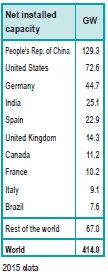 Net installed GW
capacity
People's Rep. of China 129.3
United States 72.6
Germany 44.7
India 25.1
Spain 22.9
United Kingdom 14.3
Canada 11.2
France 10.2
Italy 9.1
Brazil 7.6
Rest of the world 67.0
World 414.0
2015 data